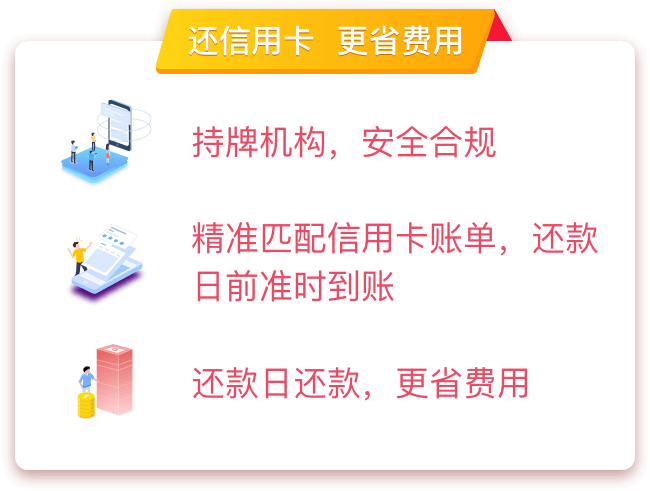 还信用卡 更省费用
持牌机构，安全合规
精准匹配信用卡账单，还款
日前准时到账
还款日还款，更省费用